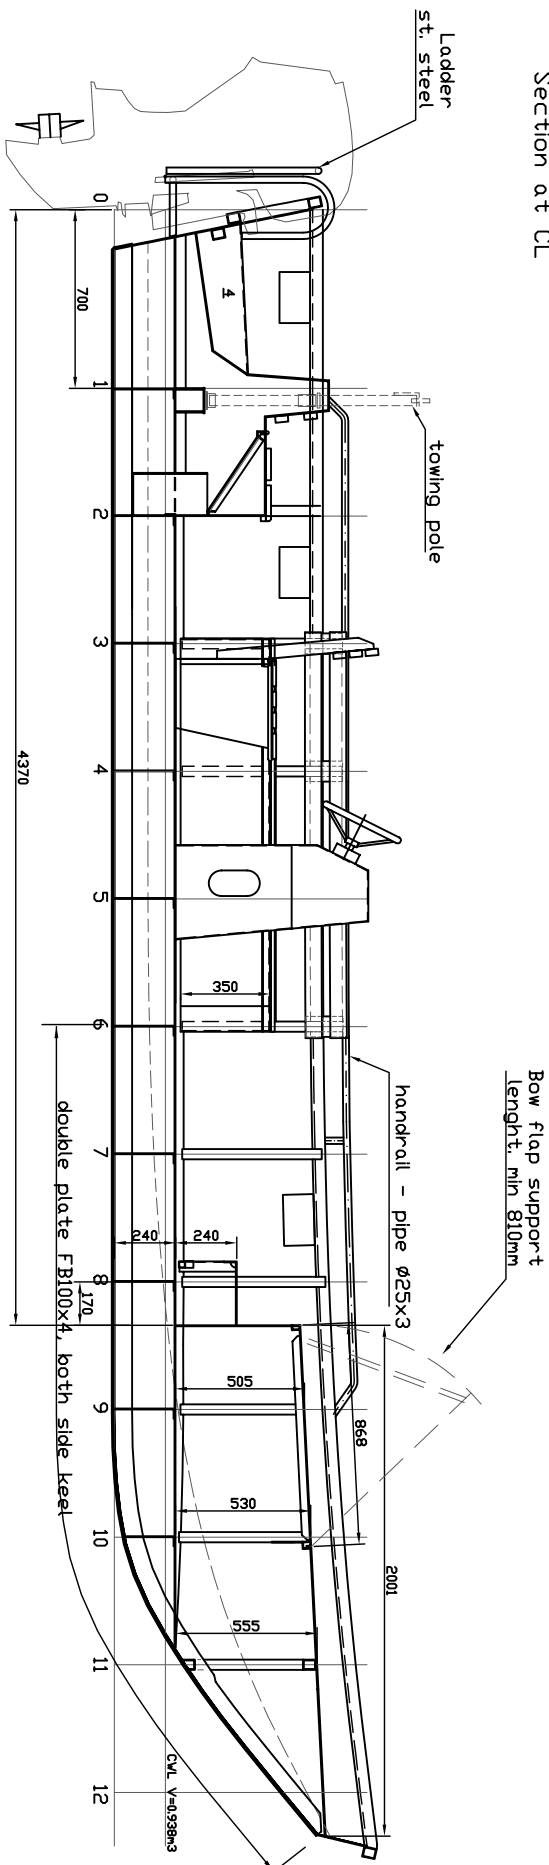 Section at CL
Ladder
st. steel
towing pole
Bow flap support
lenght. min 810mm
handrail - pipe Ø25x3
868
2001
4
350
505
530
555
240
240
170
700
4370
0
1
2
3
4
5
6
7
8
9
10
11
12
CWL V=0.938m3
double plate FB100x4, both side keel